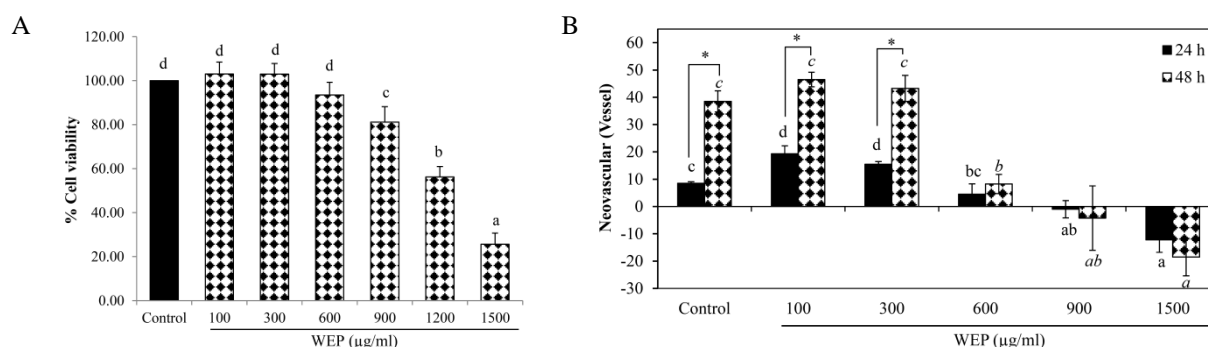 A
120.00
100.00
80.00
60.00
40.00
20.00
0.00
% Cell viability
d d d d c b a
Control 100 300 600 900 1200 1500
WEP (µg/ml)
B
60
50
40
30
20
10
0
-10
-20
-30
Neovascular (Vessel)
24 h
48 h
* * *
c c d c d c bc b ab ab a a
Control 100 300 600 900 1500
WEP (µg/ml)